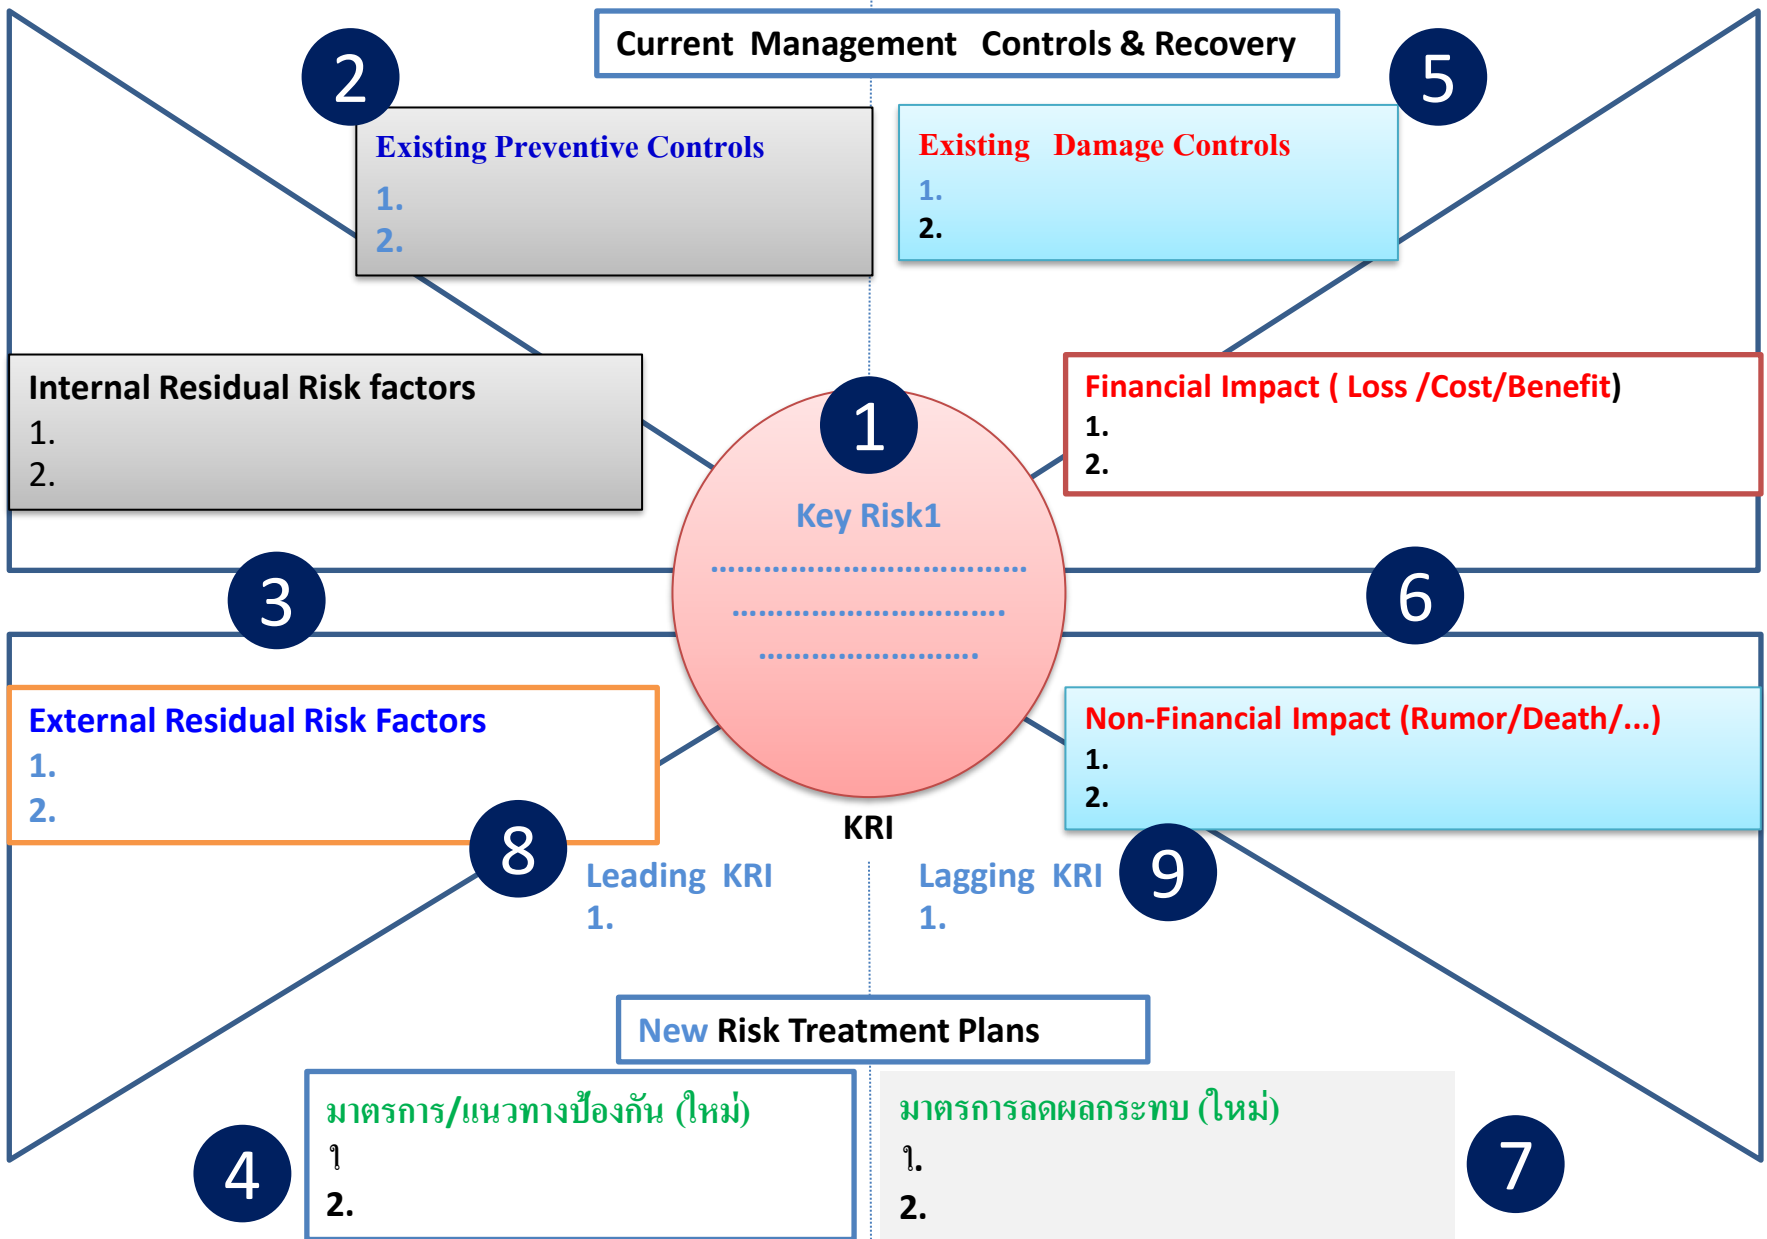 Current Management Controls & Recovery
2
5
Existing Preventive Controls
1.
2.
Existing Damage Controls
1.
2.
Internal Residual Risk factors
1.
2.
1
Key Risk1
......................................
................................
..........................
Financial Impact ( Loss /Cost/Benefit)
1.
2.
3
6
External Residual Risk Factors
1.
2.
Non-Financial Impact (Rumor/Death/...)
1.
2.
KRI
8
Leading KRI
1.
Lagging KRI
1.
9
New Risk Treatment Plans
มาตรการ/แนวทางป้องกัน (ใหม่)
ใ
2.
4
มาตรการลดผลกระทบ (ใหม่)
ใ.
2.
7